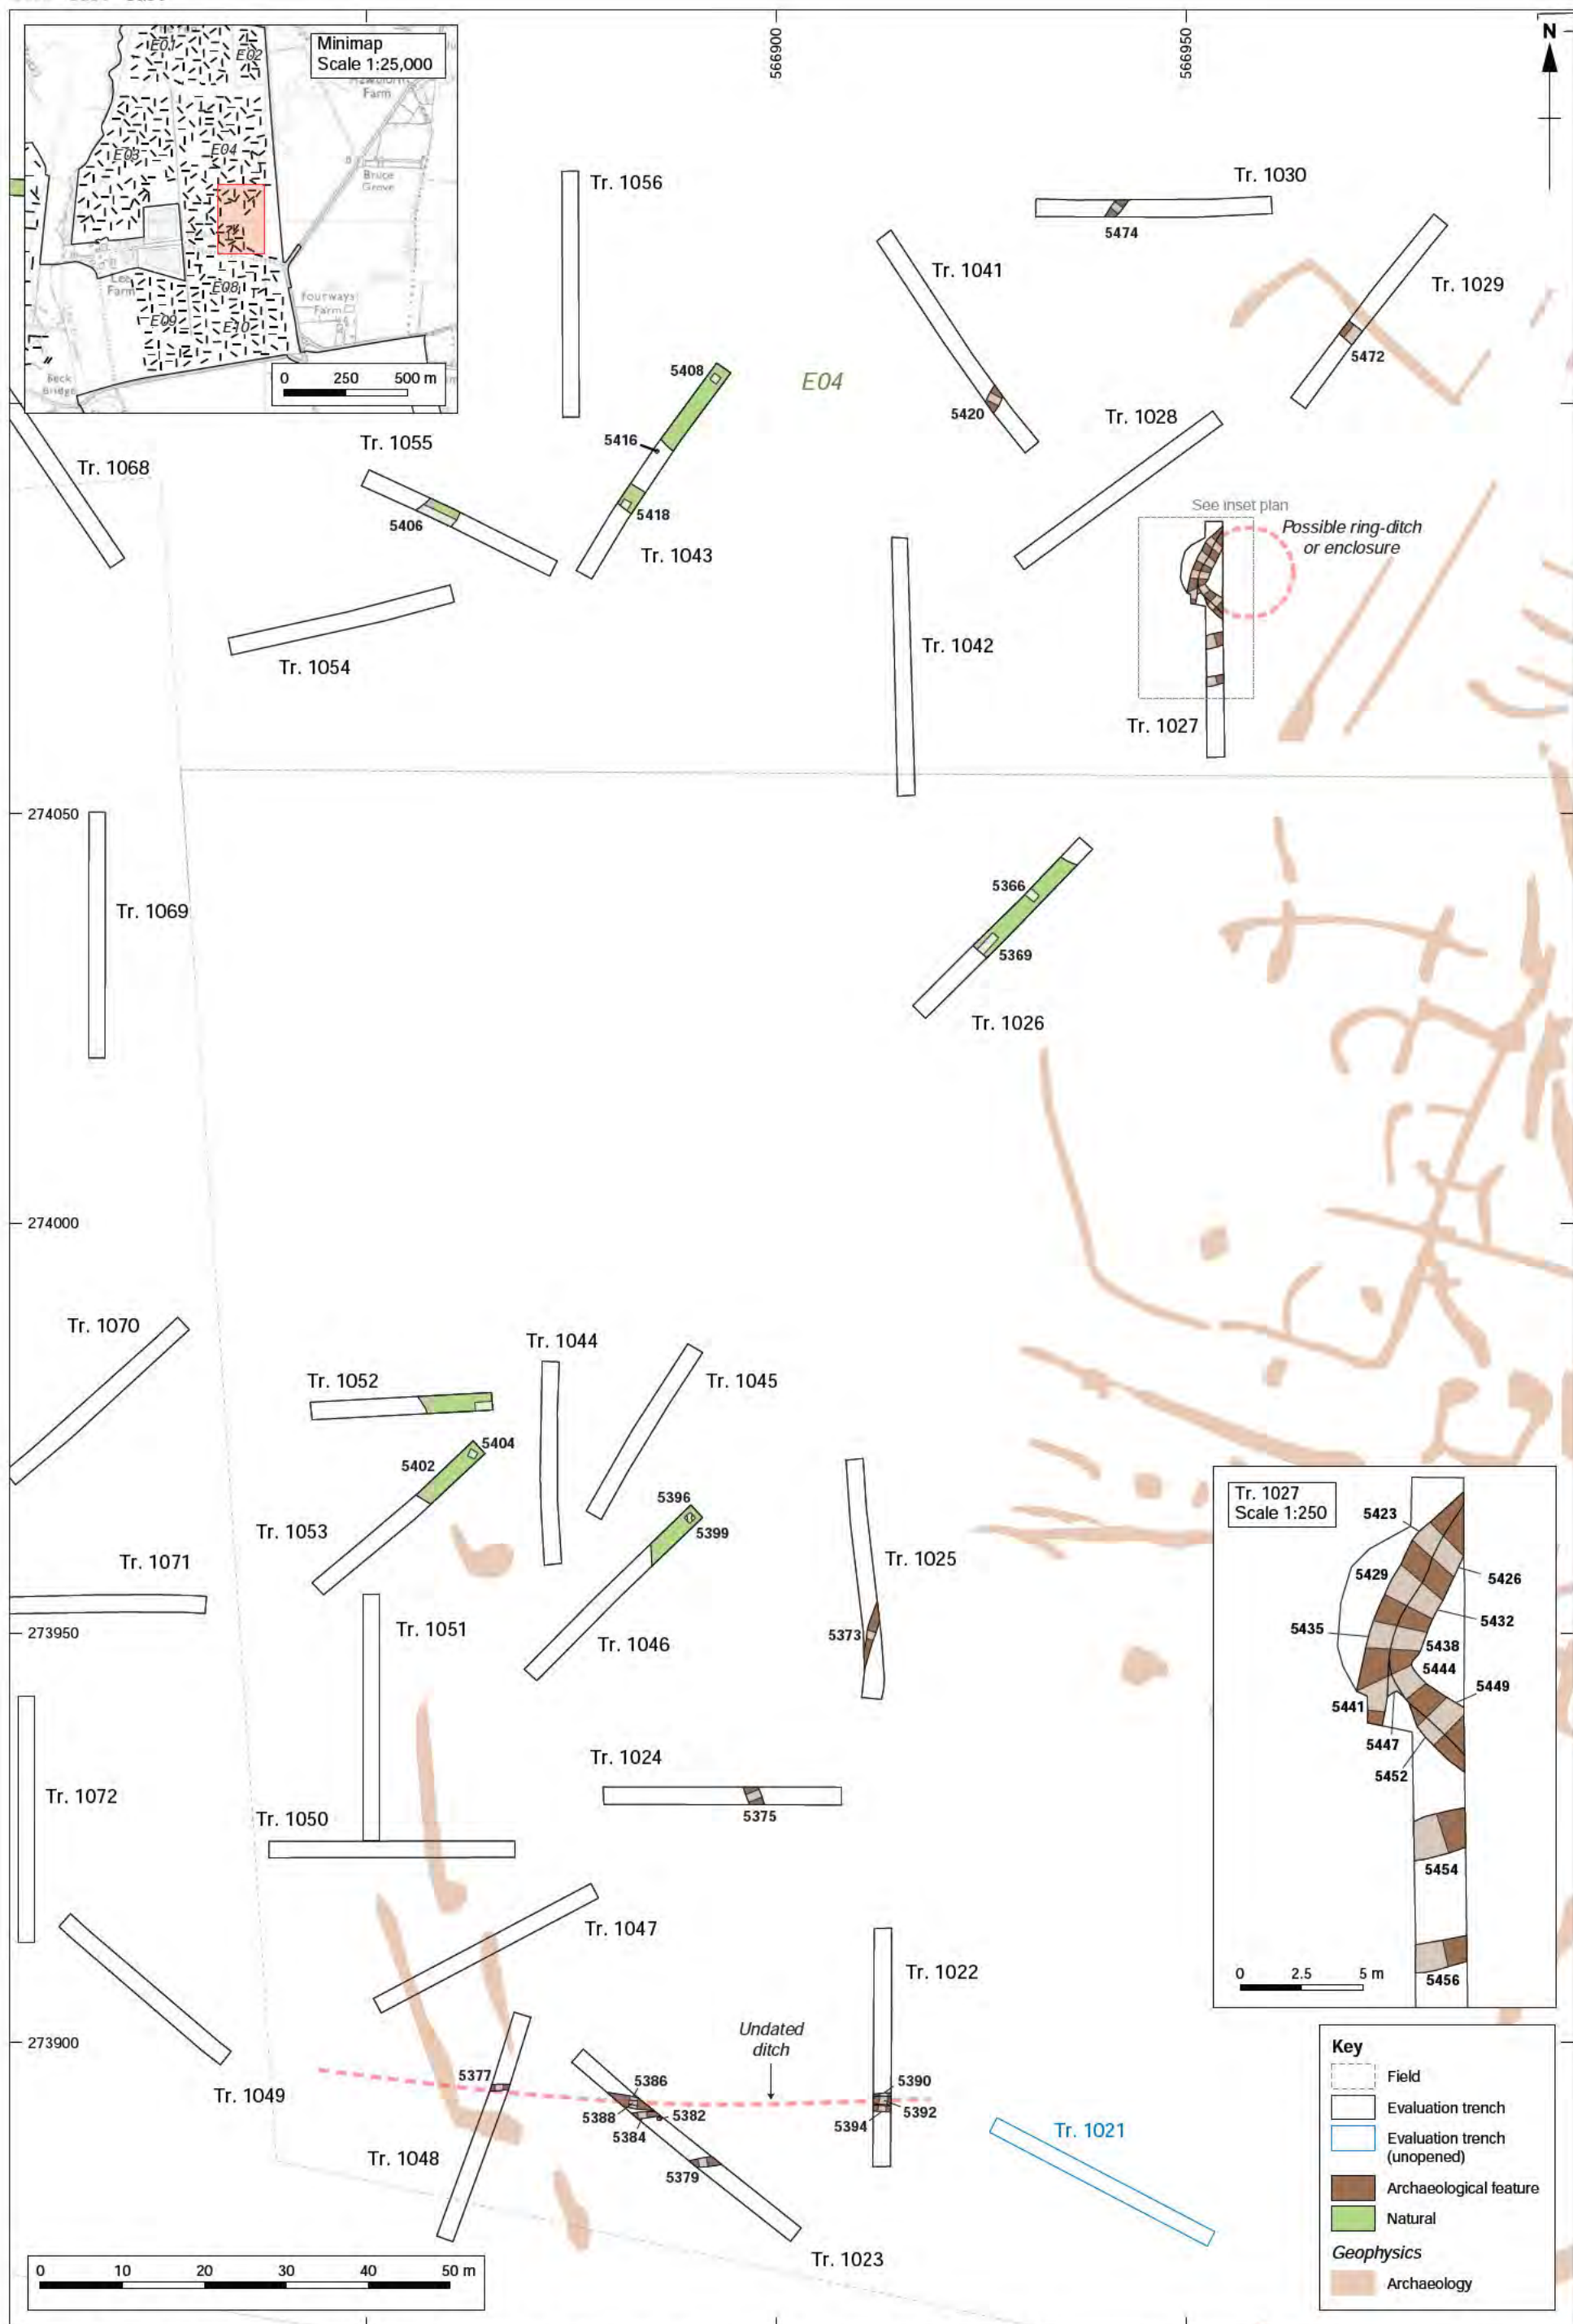 Minimap
Scale 1:25,000
E01
E02
Farm
E03
E04
Bruce
Grove
Farm
E08
Fourways
Farm
E09
E10
Beck
Bridge
0 250 500 m
566900
566950
N
Tr. 1056
Tr. 1030
5474
Tr. 1041
Tr. 1029
5472
5408
E04
5420
Tr. 1028
Tr. 1068
Tr. 1055
5416
5406
5418
Tr. 1043
See inset plan
Possible ring-ditch
or enclosure
Tr. 1042
Tr. 1054
Tr. 1027
274050
Tr. 1069
5366
5369
Tr. 1026
274000
Tr. 1070
Tr. 1044
Tr. 1052
Tr. 1045
5404
5402
5396
5399
Tr. 1053
Tr. 1071
Tr. 1025
5373
273950
Tr. 1051
Tr. 1046
Tr. 1024
5375
Tr. 1072
Tr. 1050
Tr. 1047
Tr. 1022
273900
Undated
ditch
5377
5386
5390
5388
5382
5392
5384
5394
Tr. 1049
Tr. 1021
Tr. 1048
5379
Tr. 1023
0 10 20 30 40 50 m
Tr. 1027
Scale 1:250
5423
5429
5426
5432
5435
5438
5444
5449
5441
5447
5452
5454
0 2.5 5 m
5456
Key
Field
Evaluation trench
Evaluation trench
(unopened)
Archaeological feature
Natural
Geophysics
Archaeology